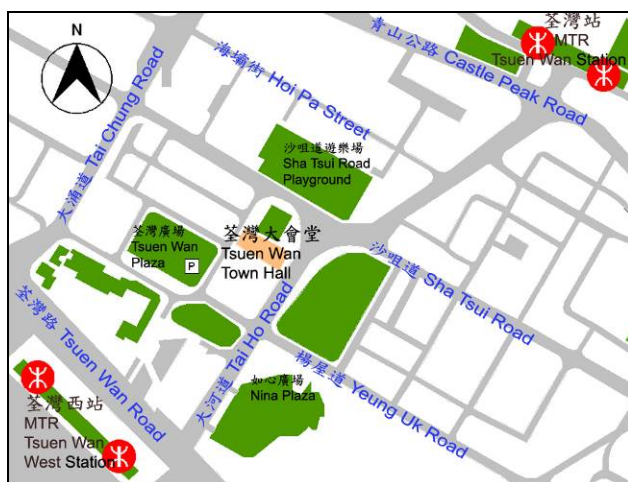 N
青山公路 Castle Peak Road
荃灣站
MTR
Tsuen Wan Station
海壩街 Hoi Pa Street
大涌道 Tai Chung Road
沙咀道遊樂場
Sha Tsui Road
Playground
荃灣廣場
Tsuen Wan
Plaza
P
荃灣大會堂
Tsuen Wan
Town Hall
沙咀道 Sha Tsui Road
大河道 Tai Ho Road
楊屋道 Yeung Uk Road
如心廣場
Nina Plaza
荃灣路 Tsuen Wan Road
荃灣西站
MTR
Tsuen Wan
West Station